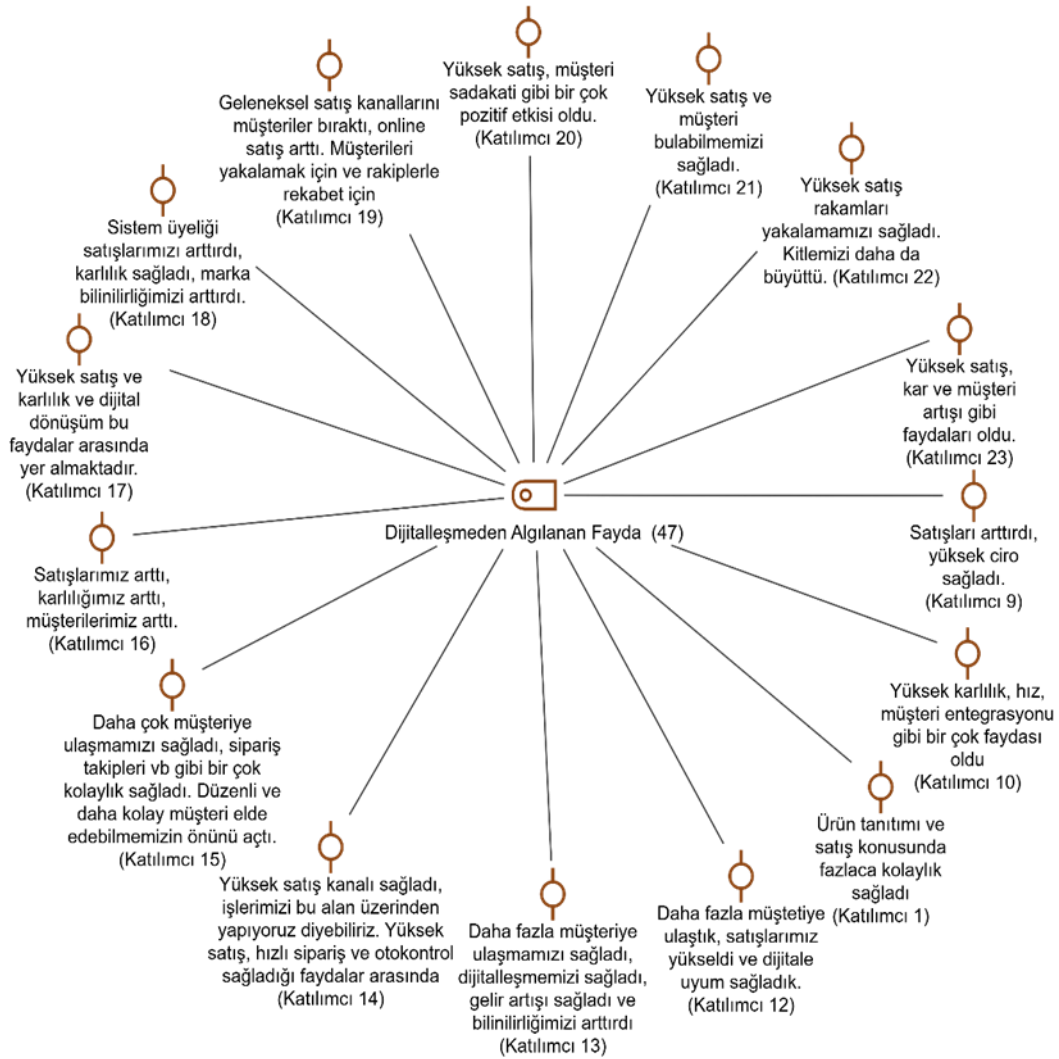 Yüksek satış, müşteri
sadakati gibi bir çok
pozitif etkisi oldu.
(Katılımcı 20)
Yüksek satış ve
müşteri
bulabilmemizi
sağladı.
(Katılımcı 21)
Yüksek satış
rakamları
yakalamamızı sağladı.
Kitlemizi daha da
büyüttü. (Katılımcı 22)
Yüksek satış,
kar ve müşteri
artışı gibi
faydaları oldu.
(Katılımcı 23)
Satışları arttırdı,
yüksek ciro
sağladı.
(Katılımcı 9)
Yüksek karlılık, hız,
müşteri entegrasyonu
gibi bir çok faydası
oldu
(Katılımcı 10)
Ürün tanıtımı ve
satış konusunda
fazlaca kolaylık
sağladı
(Katılımcı 1)
Daha fazla müştetiye
ulaştık, satışlarımız
yükseldi ve dijitale
uyum sağladık.
(Katılımcı 12)
Daha fazla müşteriye
ulaşmamızı sağladı,
dijitalleşmemizi sağladı,
gelir artışı sağladı ve
bilinilirliğimizi arttırdı
(Katılımcı 13)
Yüksek satış kanalı sağladı,
işlerimizi bu alan üzerinden
yapıyoruz diyebiliriz. Yüksek
satış, hızlı sipariş ve otokontrol
sağladığı faydalar arasında
(Katılımcı 14)
Daha çok müşteriye
ulaşmamızı sağladı, sipariş
takipleri vb gibi bir çok
kolaylık sağladı. Düzenli ve
daha kolay müşteri elde
edebilmemizin önünü açtı.
(Katılımcı 15)
Satışlarımız arttı,
karlılığımız arttı,
müşterilerimiz arttı.
(Katılımcı 16)
Yüksek satış ve
karlılık ve dijital
dönüşüm bu
faydalar arasında
yer almaktadır.
(Katılımcı 17)
Sistem üyeliği
satışlarımızı arttırdı,
karlılık sağladı, marka
bilinilirliğimizi arttırdı.
(Katılımcı 18)
Geleneksel satış kanallarını
müşteriler bıraktı, online
satış arttı. Müşterileri
yakalamak için ve rakiplerle
rekabet için
(Katılımcı 19)
Dijitalleşmeden Algılanan Fayda (47)